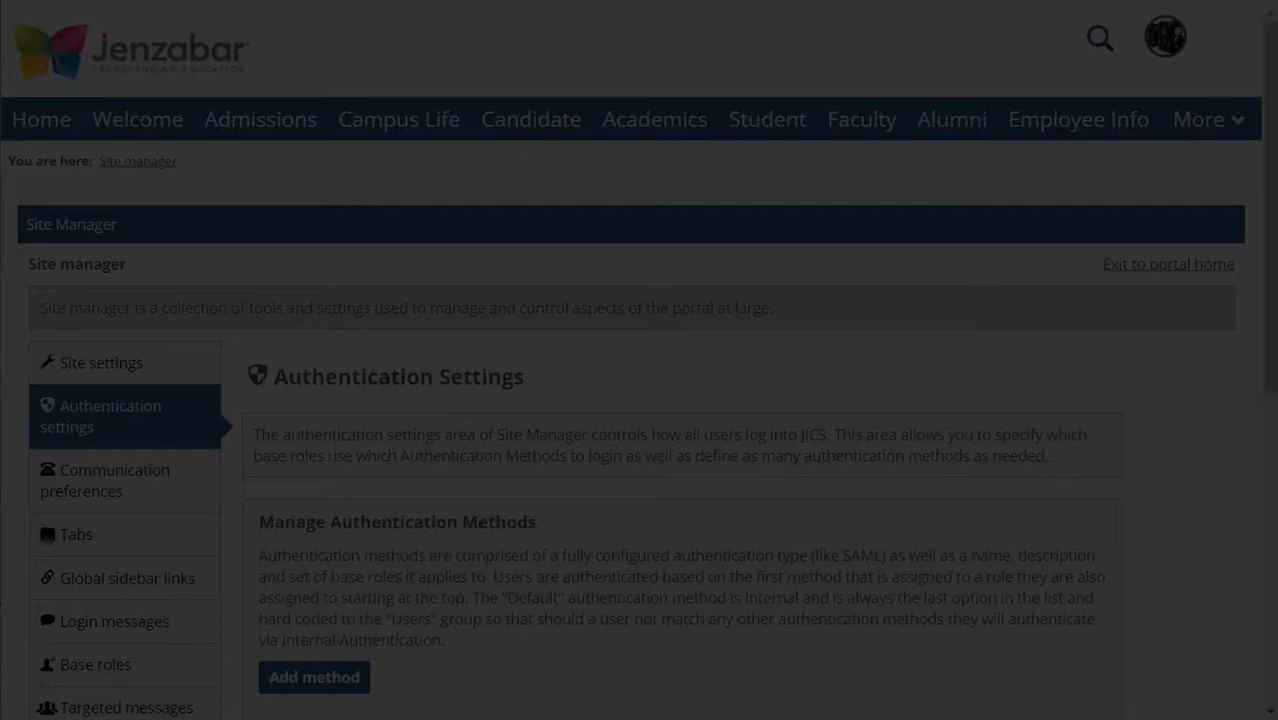 Jenzabar
Home Welcome Admissions Campus Life Candidate Academics Student Faculty Alumni Employee Info More
You are here: Site manager
Site Manager
Site manager
Exit to portal home
Site manager is a collection of tools and settings used to manage and control aspects of the portal at large.
Site settings
Authentication
settings
Communication
preferences
Tabs
Global sidebar links
Login messages
Base roles
Targeted messages
Authentication Settings
The authentication settings area of Site Manager controls how all users log into JICS. This area allows you to specify which
base roles use which Authentication Methods to login as well as define as many authentication methods as needed.
Manage Authentication Methods
Authentication methods are comprised of a fully configured authentication type (like SAML) as well as a name, description
and set of base roles it applies to. Users are authenticated based on the first method that is assigned to a role they are also
assigned to starting at the top. The "Default" authentication method is Internal and is always the last option in the list and
hard coded to the "Users" group so that should a user not match any other authentication methods they will authenticate
via Internal Authentication.
Add method